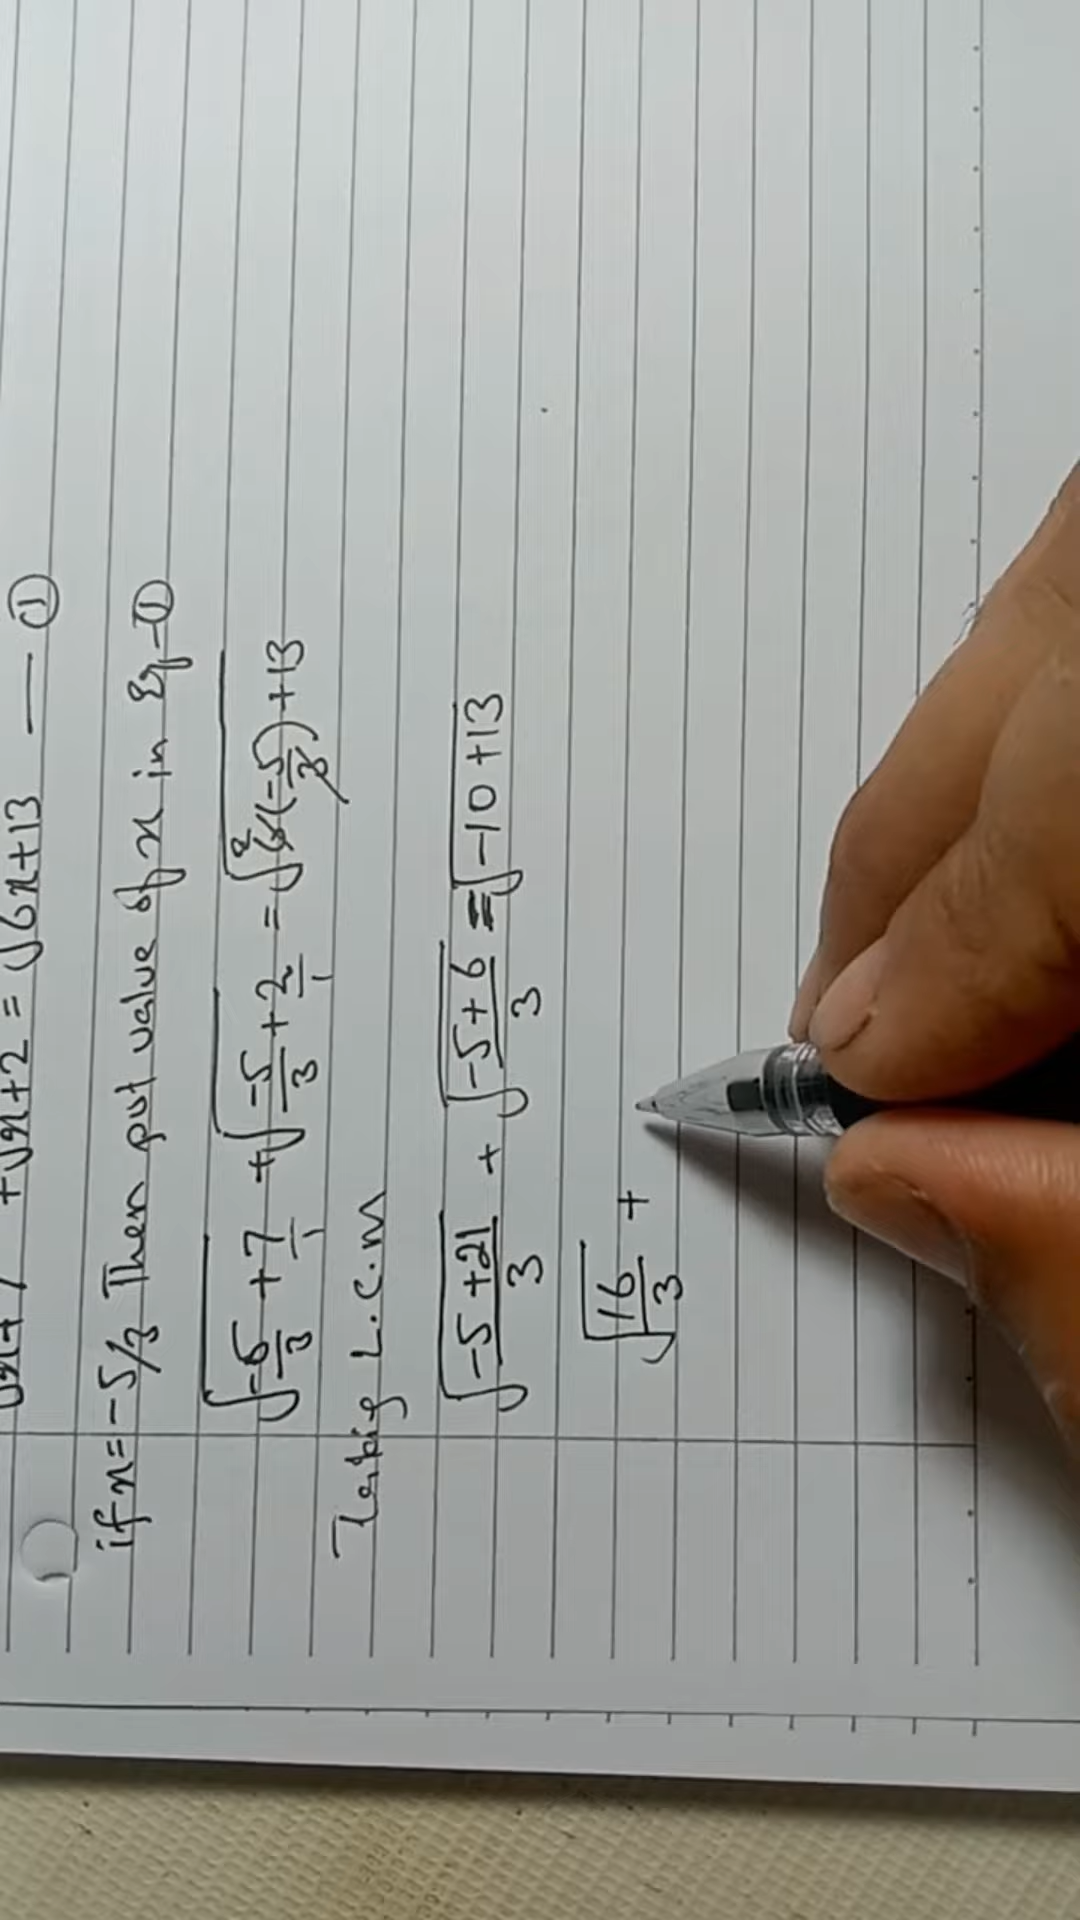 √x+7 + √x+2 = √6x+13 — ①
if x = -5/3 Then put value of x in Eq-①
√-5/3 + 7/1 + √-5/3 + 2/1 = √6(-5/3) + 13
Taking L.C.M
√-5+21/3 + √-5+6/3 = √-10+13
√16/3 +